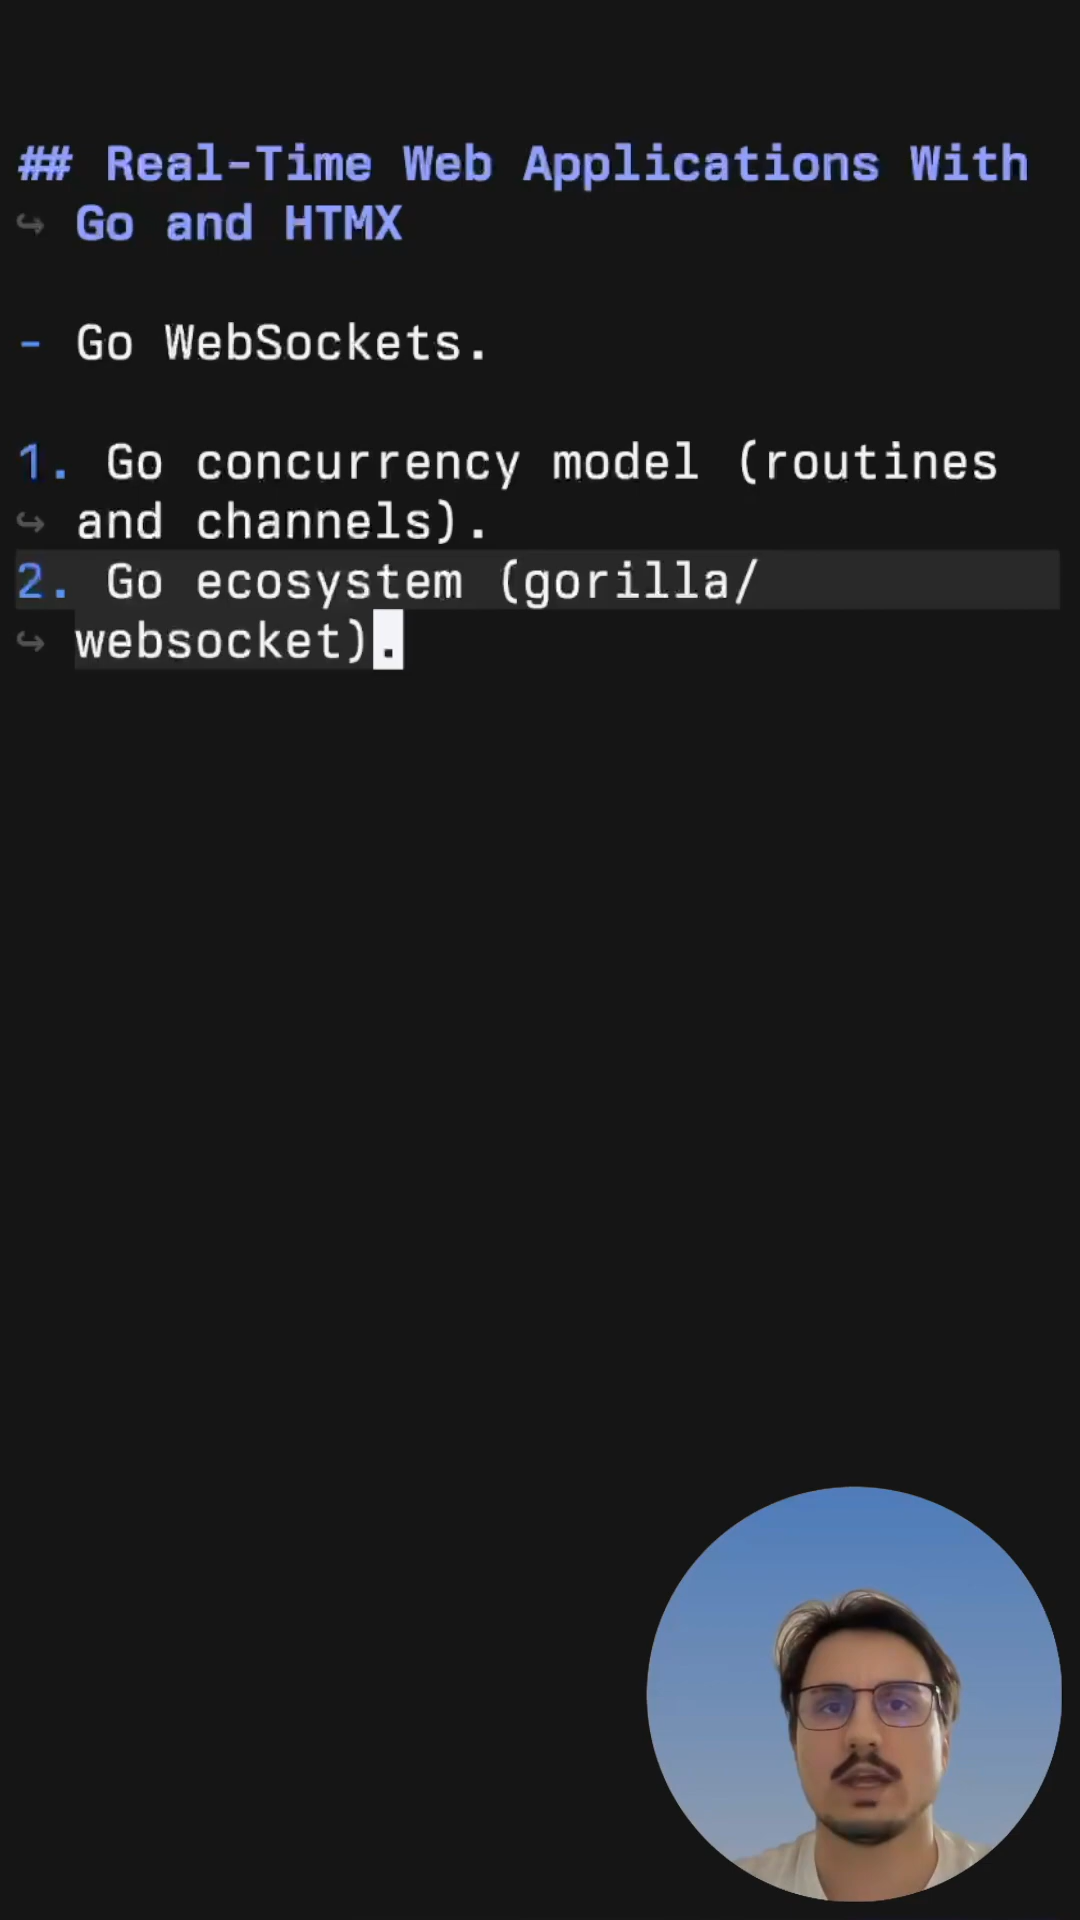 ## Real-Time Web Applications With
↪ Go and HTMX
- Go WebSockets.
1. Go concurrency model (routines
↪ and channels).
2. Go ecosystem (gorilla/
↪ websocket).